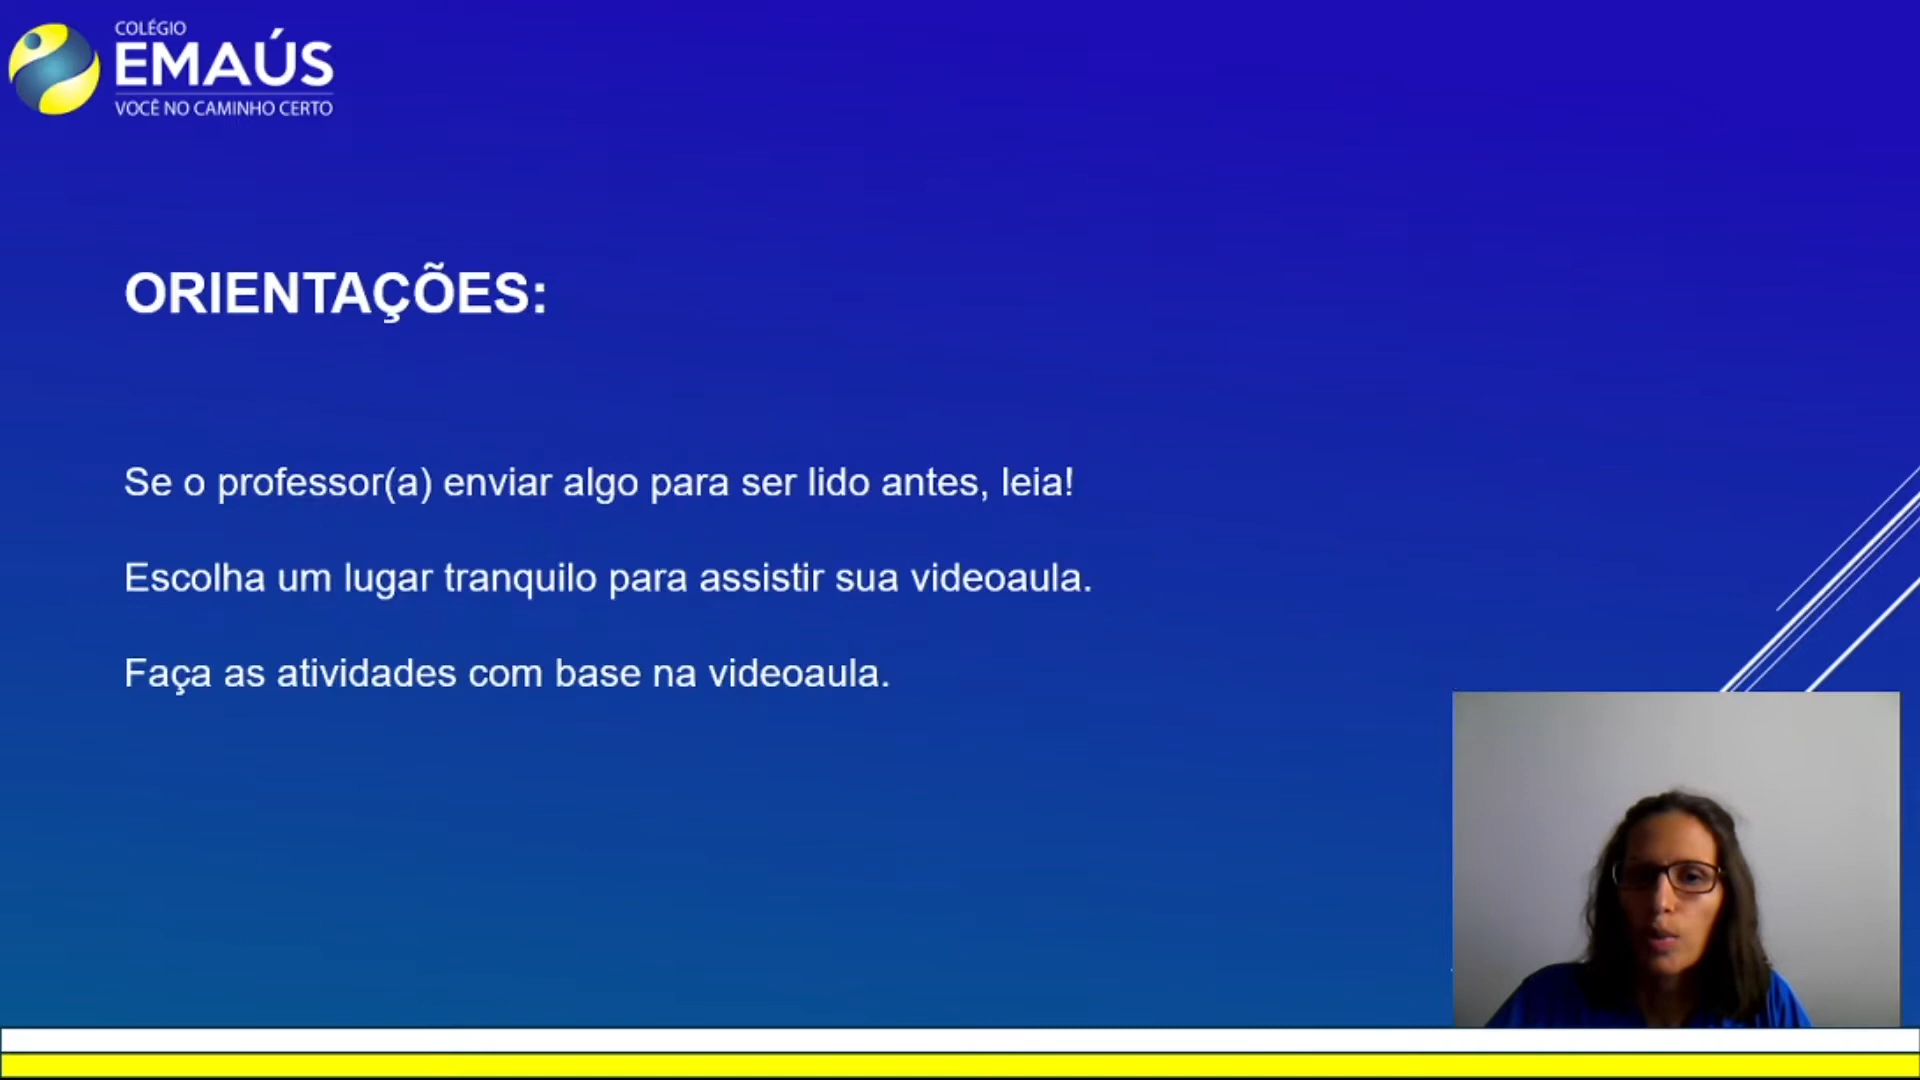 COLÉGIO
EMAÚS
VOCÊ NO CAMINHO CERTO
ORIENTAÇÕES:
Se o professor(a) enviar algo para ser lido antes, leia!
Escolha um lugar tranquilo para assistir sua videoaula.
Faça as atividades com base na videoaula.